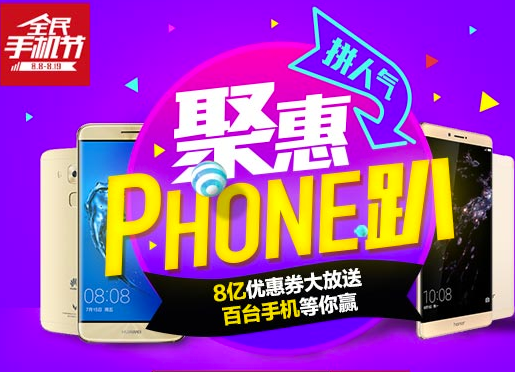 全民
手机节
8.8-8.19
拼人气
聚惠
PHONE趴
8亿优惠券大放送
百台手机等你赢
08:08
HUAWEI
10:08
honor